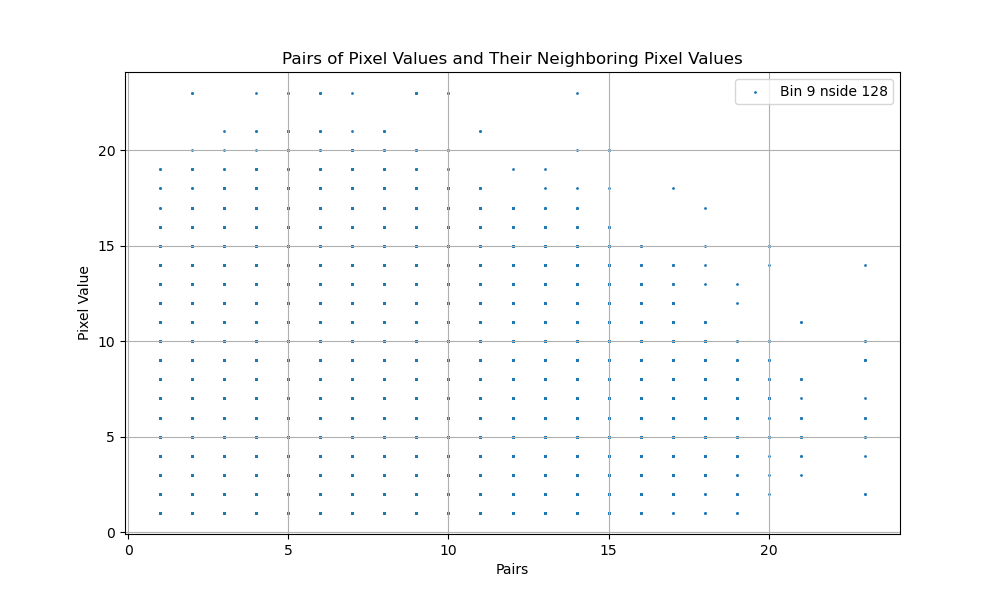 Pairs of Pixel Values and Their Neighboring Pixel Values
Bin 9 nside 128
Pixel Value
20
15
10
5
0
0 5 10 15 20
Pairs